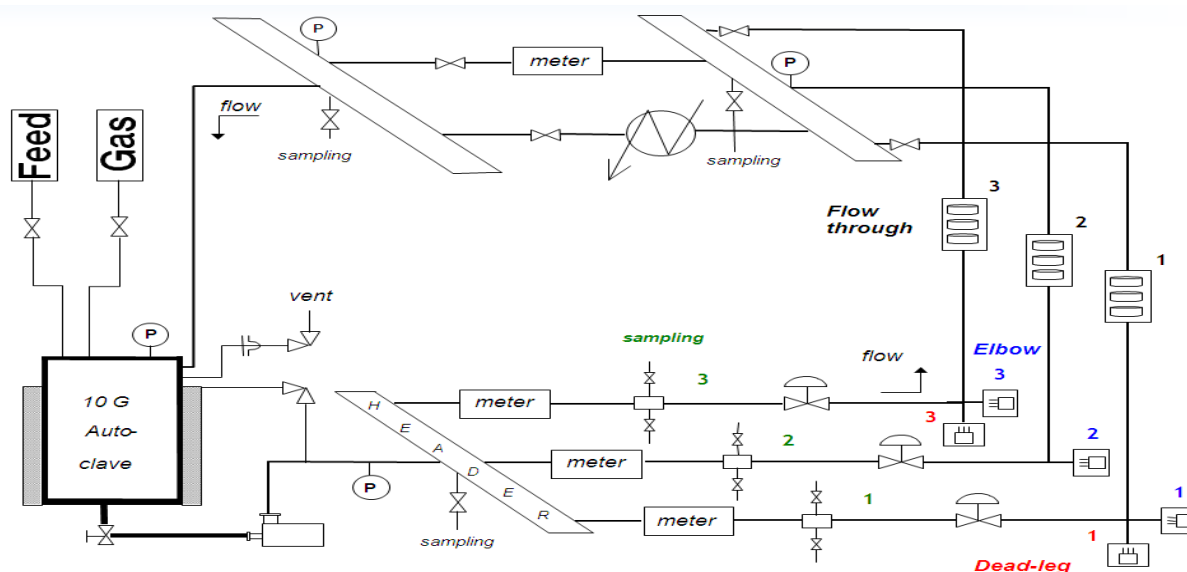 P
meter
P
flow
sampling
sampling
Feed
Gas
3
Flow
through
2
1
vent
P
sampling
flow
Elbow
3
3
10 G
Auto-
clave
HEADER
meter
3
2
2
meter
P
1
1
meter
sampling
1
Dead-leg